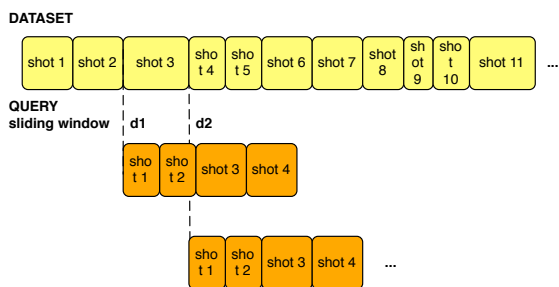 DATASET
shot 1 shot 2 shot 3 sho t 4 sho t 5 shot 6 shot 7 shot 8 sh ot 9 sho t 10 shot 11 ...
QUERY
sliding window d1 d2
sho t 1 sho t 2 shot 3 shot 4
sho t 1 sho t 2 shot 3 shot 4 ...